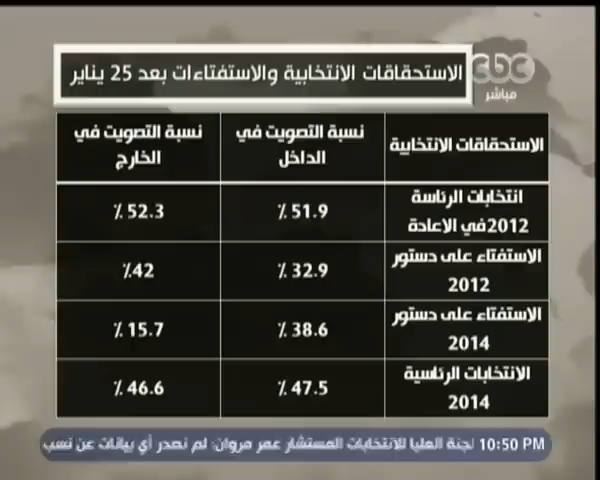 الاستحقاقات الانتخابية والاستفتاءات بعد 25 يناير
cbc
مباشر
الاستحقاقات الانتخابية
نسبة التصويت في
الداخل
نسبة التصويت في
الخارج
انتخابات الرئاسة
2012في الاعادة
51.9 ٪
52.3 ٪
الاستفتاء على دستور
2012
32.9 ٪
42٪
الاستفتاء على دستور
2014
38.6 ٪
15.7 ٪
الانتخابات الرئاسية
2014
47.5 ٪
46.6 ٪
10:50 PM لجنة العليا للانتخابات المستشار عمر مروان: لم نصدر أي بيانات عن نسب